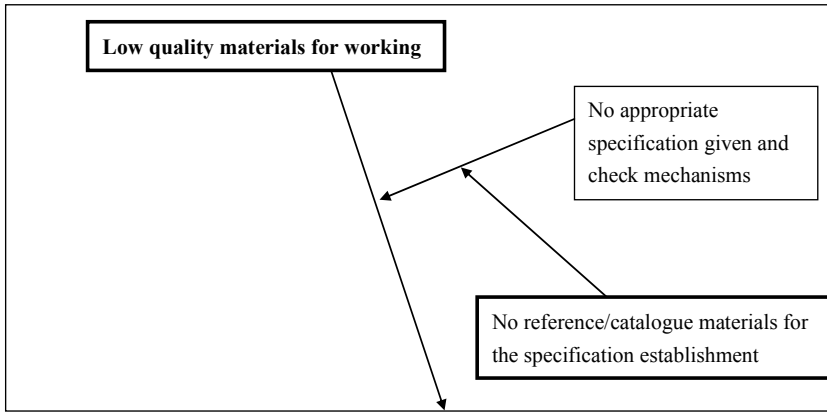 Low quality materials for working
No appropriate
specification given and
check mechanisms
No reference/catalogue materials for
the specification establishment